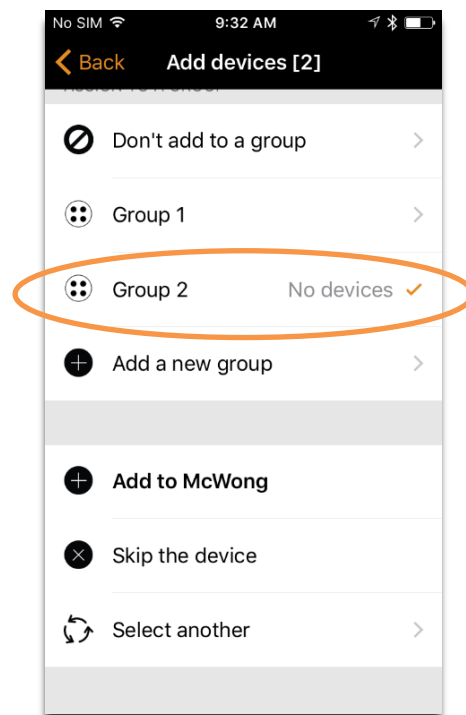 No SIM 9:32 AM
Back Add devices [2]
Don't add to a group
Group 1
Group 2 No devices
Add a new group
Add to McWong
Skip the device
Select another